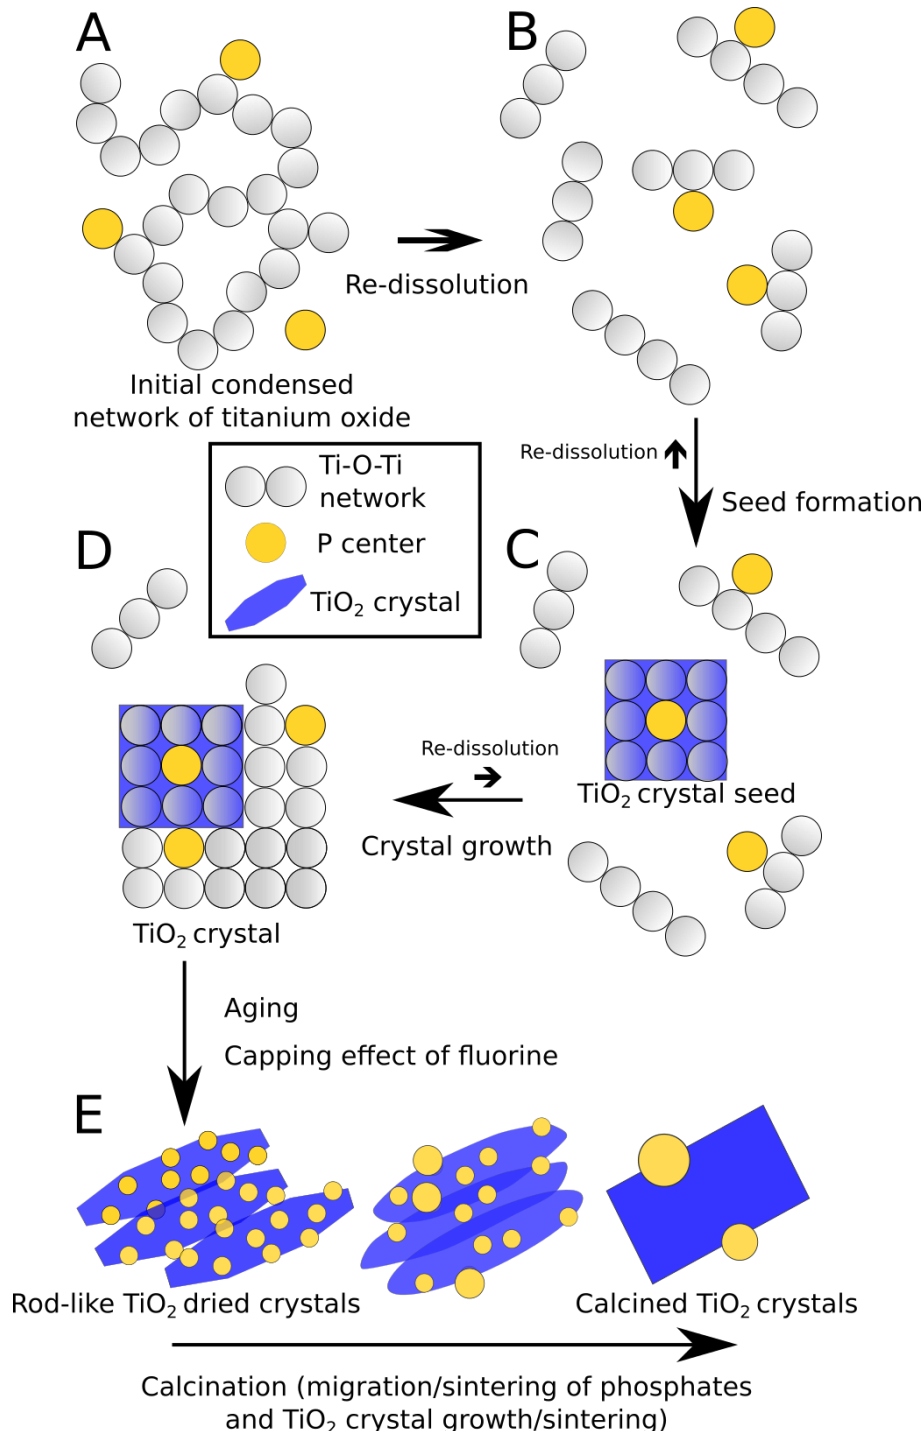 A
B
Re-dissolution
Initial condensed
network of titanium oxide
Ti-O-Ti
network
P center
TiO₂ crystal
Re-dissolution
Seed formation
C
D
TiO₂ crystal seed
Re-dissolution
Crystal growth
TiO₂ crystal
Aging
Capping effect of fluorine
E
Rod-like TiO₂ dried crystals
Calcined TiO₂ crystals
Calcination (migration/sintering of phosphates
and TiO₂ crystal growth/sintering)